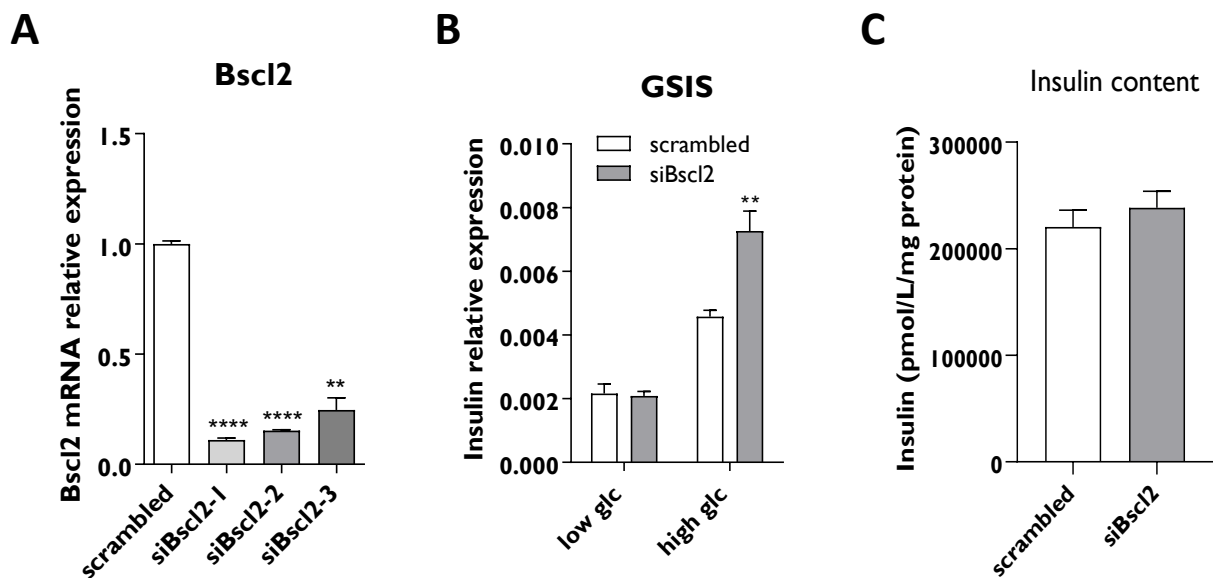 A
Bscl2
Bscl2 mRNA relative expression
1.5
1.0
0.5
0.0
****
****
**
scrambled
siBscl2-1
siBscl2-2
siBscl2-3
B
GSIS
Insulin relative expression
0.010
0.008
0.006
0.004
0.002
0.000
scrambled
siBscl2
**
low glc
high glc
C
Insulin content
Insulin (pmol/L/mg protein)
300000
200000
100000
0
scrambled
siBscl2